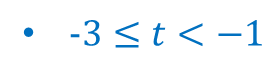 • -3 ≤ t < −1